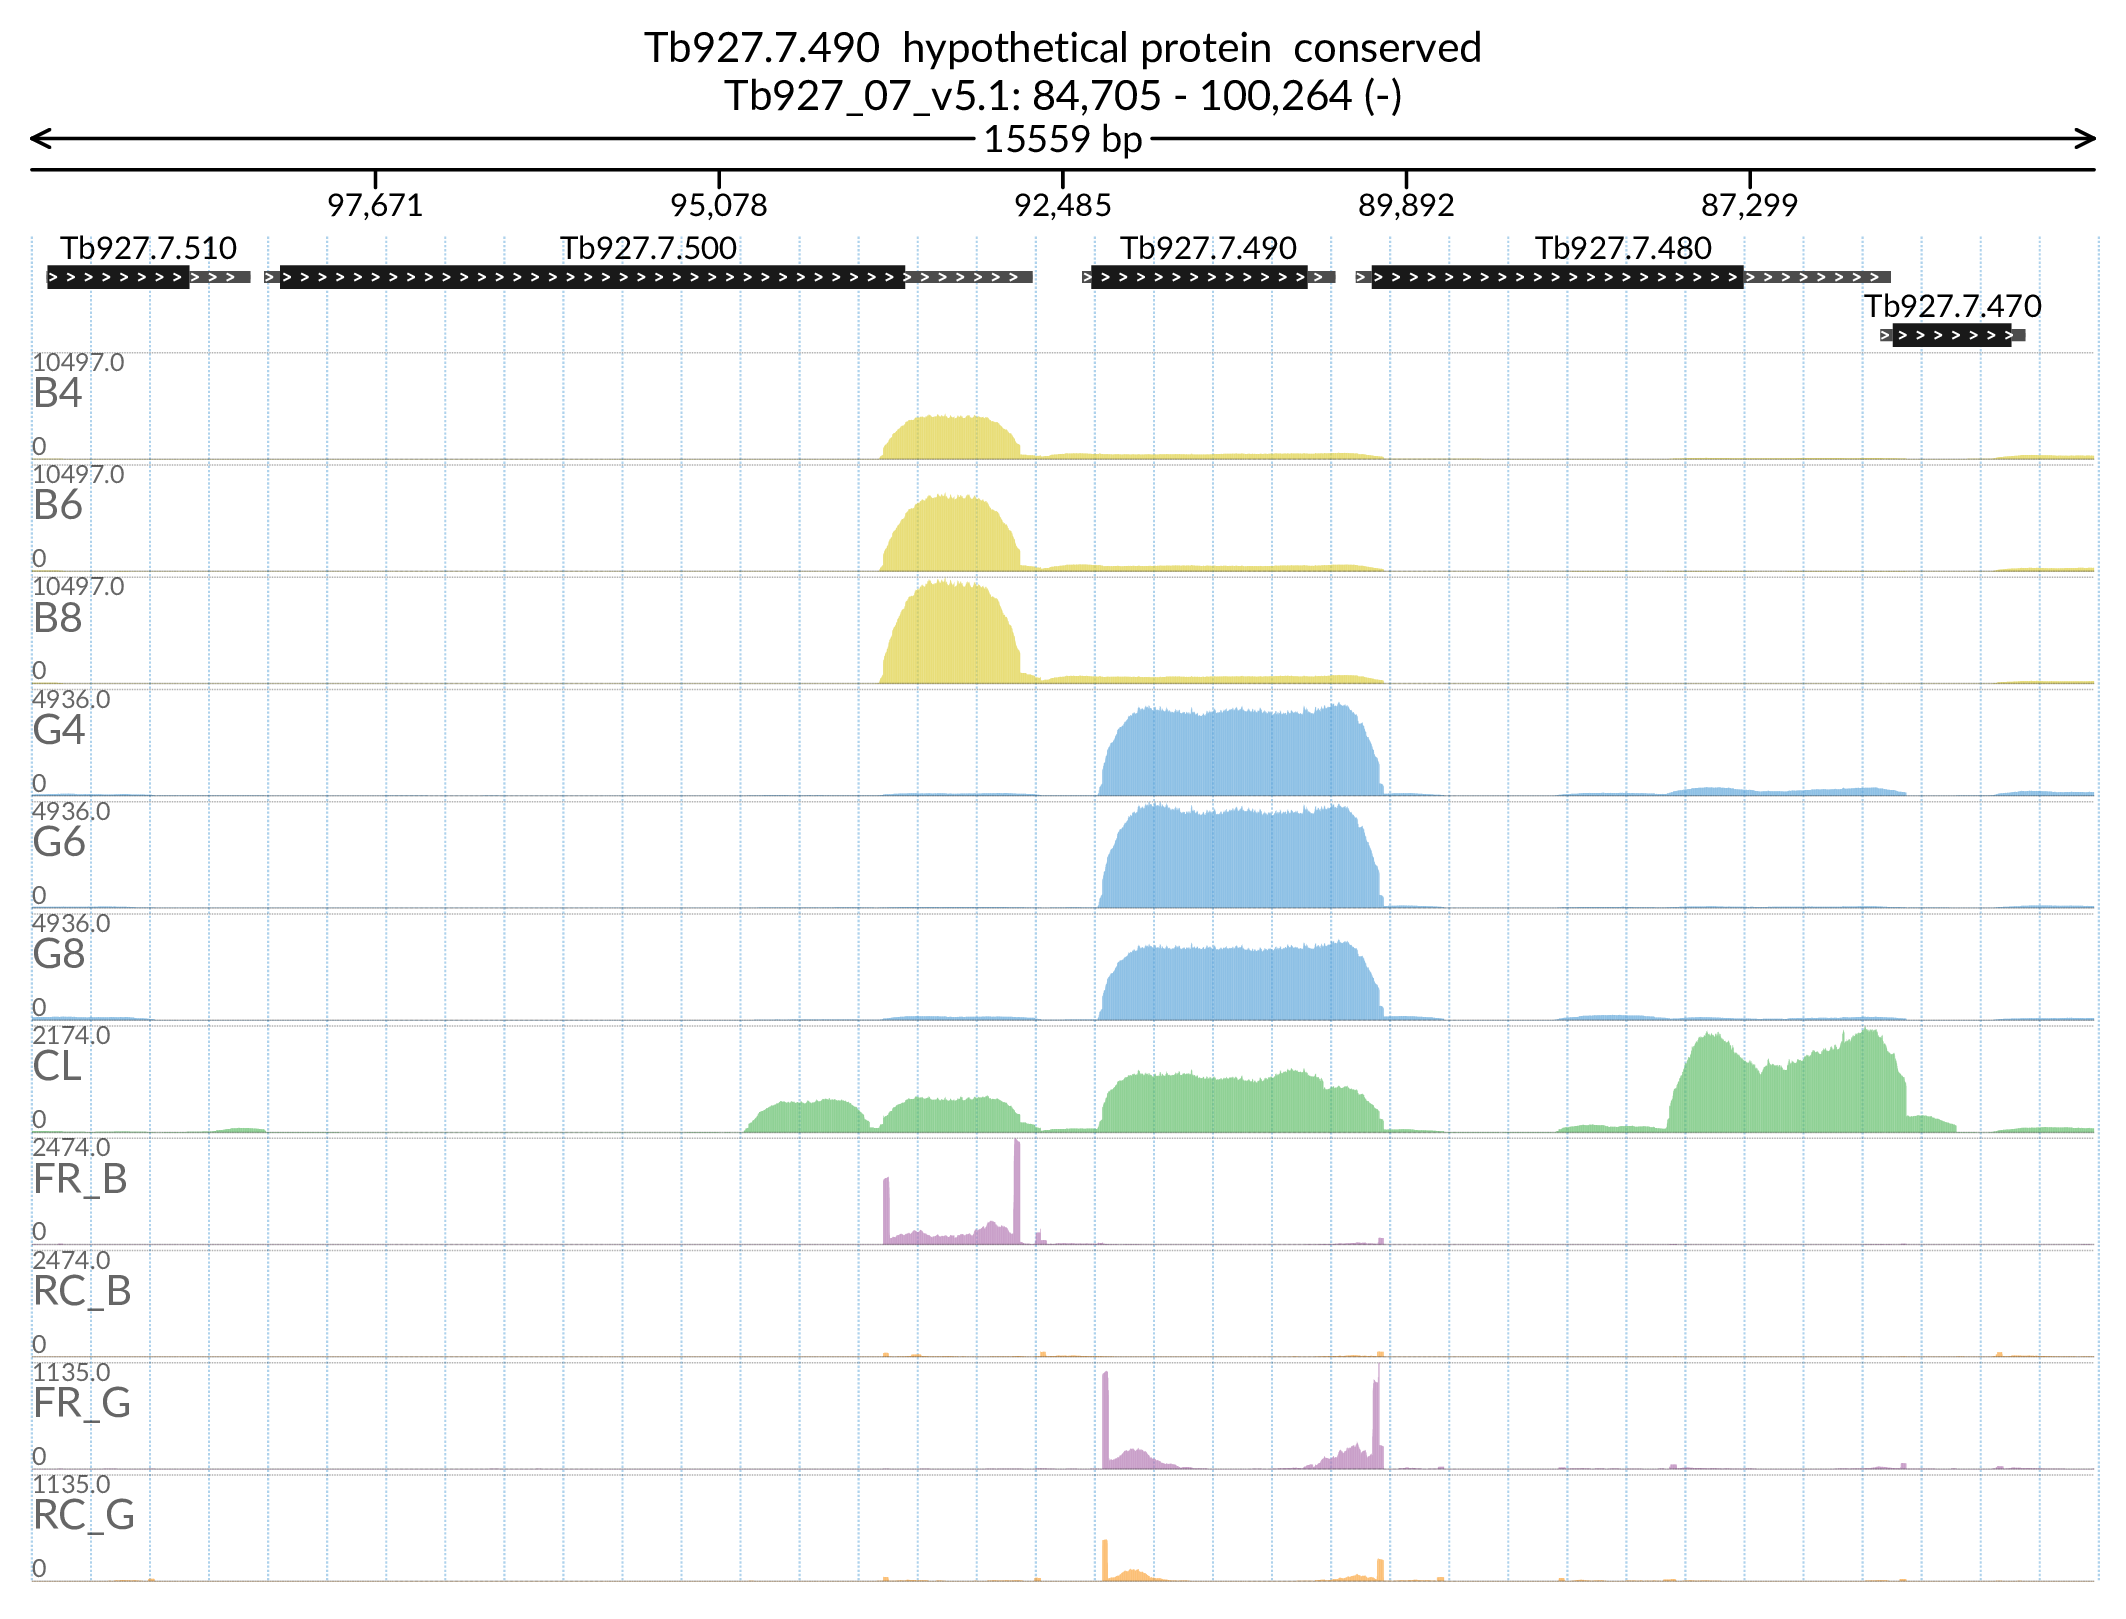 Tb927.7.490 hypothetical protein conserved
Tb927_07_v5.1: 84,705 - 100,264 (-)
15559 bp
97,671 95,078 92,485 89,892 87,299
Tb927.7.510 Tb927.7.500 Tb927.7.490 Tb927.7.480
Tb927.7.470
10497.0
B4
0
10497.0
B6
0
10497.0
B8
0
4936.0
G4
0
4936.0
G6
0
4936.0
G8
0
2174.0
CL
0
2474.0
FR_B
0
2474.0
RC_B
0
1135.0
FR_G
0
1135.0
RC_G
0